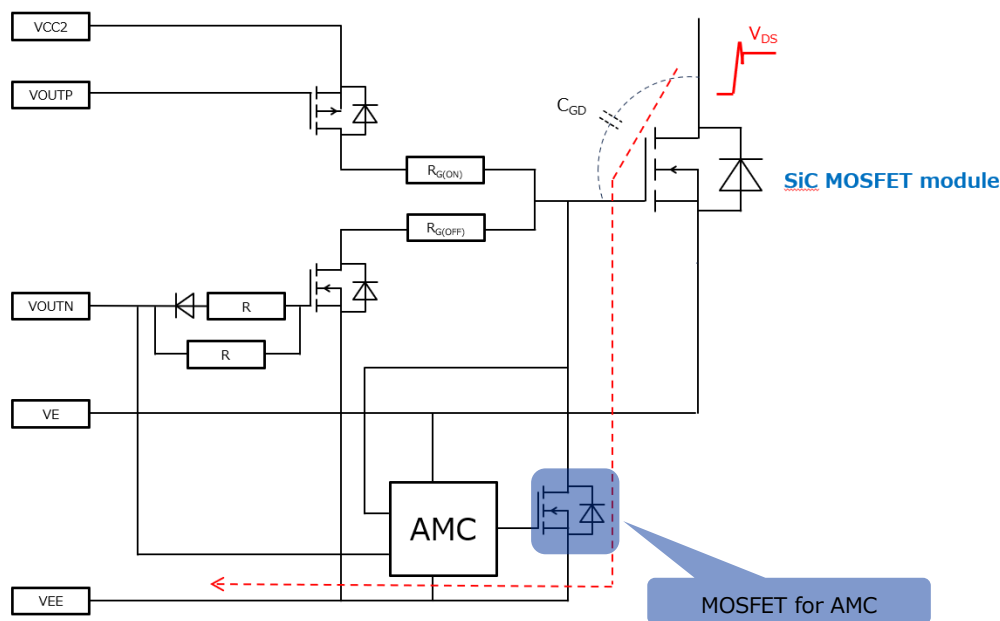 VCC2
VOUTP
VDS
CGD
RG(ON)
SiC MOSFET module
RG(OFF)
VOUTN
R
R
VE
AMC
VEE
MOSFET for AMC